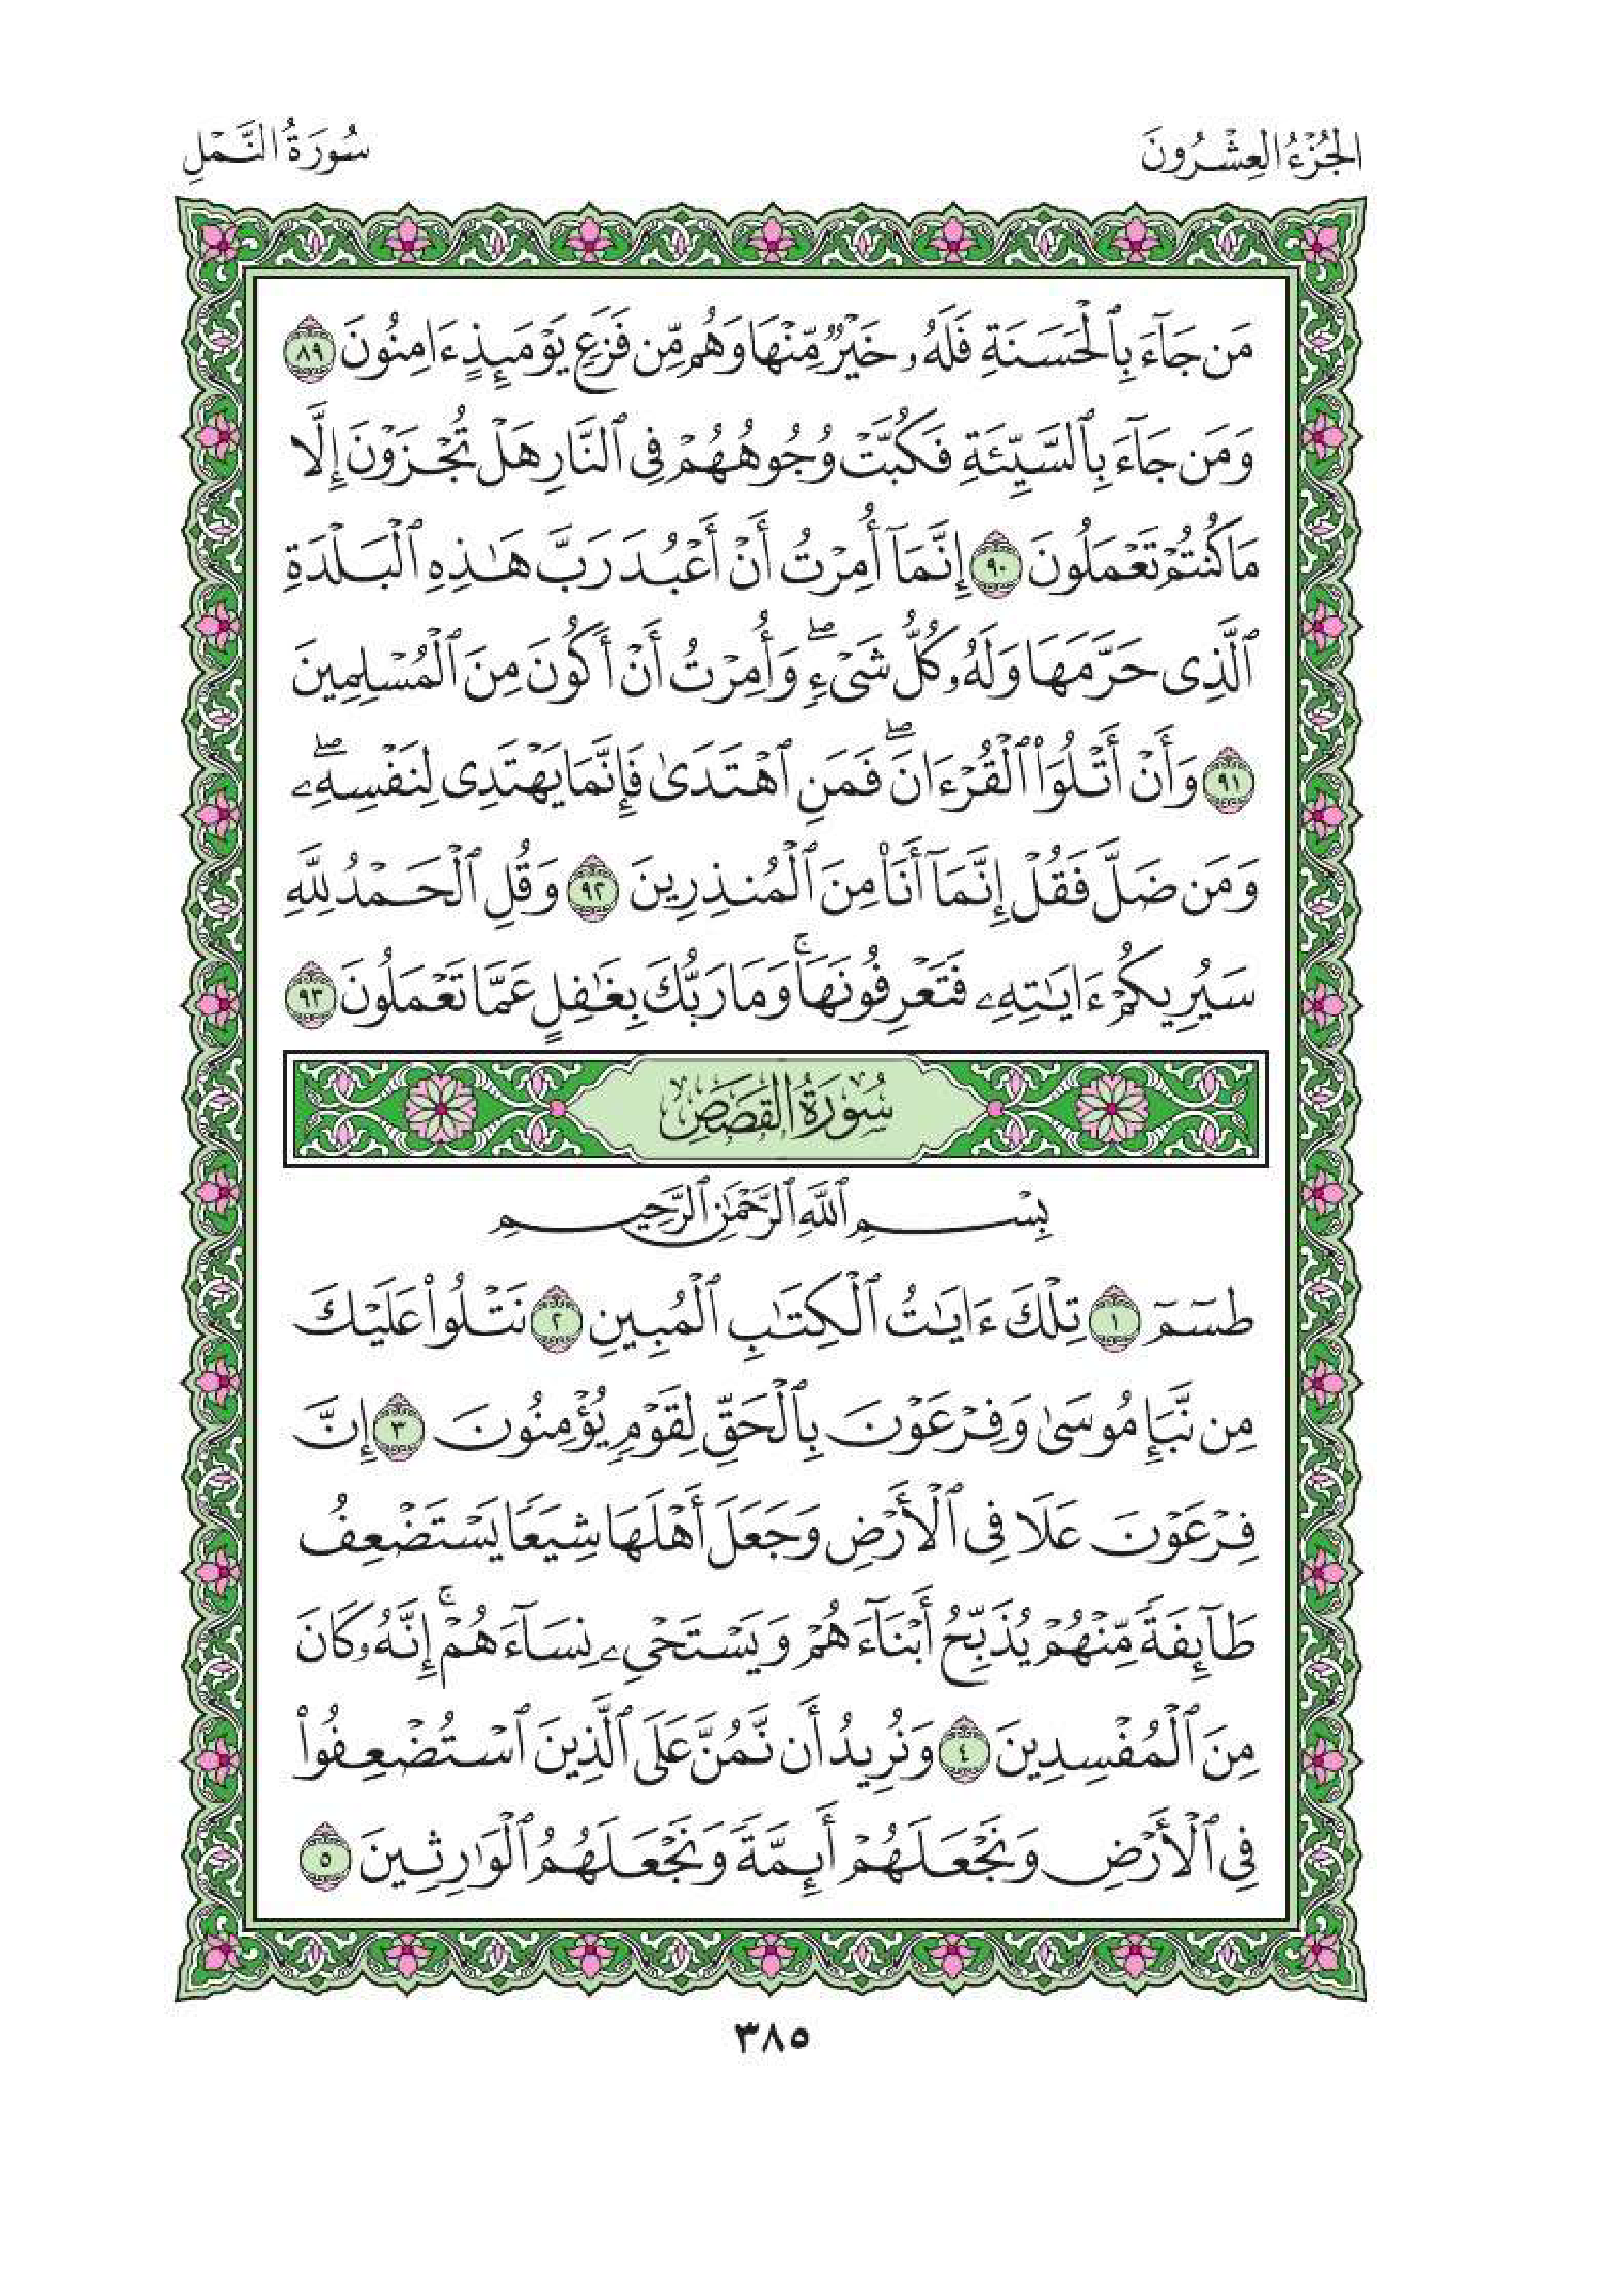 الجُزْءُ العِشْرُونَ
سُورَةُ النَّمْلِ
مَن جَآءَ بِٱلْحَسَنَةِ فَلَهُۥ خَيْرٌ مِّنْهَا وَهُم مِّن فَزَعٍ يَوْمَئِذٍ ءَامِنُونَ ٨٩
وَمَن جَآءَ بِٱلسَّيِّئَةِ فَكُبَّتْ وُجُوهُهُمْ فِى ٱلنَّارِ هَلْ تُجْزَوْنَ إِلَّا
مَا كُنتُمْ تَعْمَلُونَ ٩٠ إِنَّمَآ أُمِرْتُ أَنْ أَعْبُدَ رَبَّ هَٰذِهِ ٱلْبَلْدَةِ
ٱلَّذِى حَرَّمَهَا وَلَهُۥ كُلُّ شَىْءٍۖ وَأُمِرْتُ أَنْ أَكُونَ مِنَ ٱلْمُسْلِمِينَ
٩١ وَأَنْ أَتْلُوَا۟ ٱلْقُرْءَانَۖ فَمَنِ ٱهْتَدَىٰ فَإِنَّمَا يَهْتَدِى لِنَفْسِهِۦۖ
وَمَن ضَلَّ فَقُلْ إِنَّمَآ أَنَا۠ مِنَ ٱلْمُنذِرِينَ ٩٢ وَقُلِ ٱلْحَمْدُ لِلَّهِ
سَيُرِيكُمْ ءَايَٰتِهِۦ فَتَعْرِفُونَهَاۚ وَمَا رَبُّكَ بِغَٰفِلٍ عَمَّا تَعْمَلُونَ ٩٣
سُورَةُ القَصَصِ
بِسْمِ ٱللَّهِ ٱلرَّحْمَٰنِ ٱلرَّحِيمِ
طسٓمٓ ١ تِلْكَ ءَايَٰتُ ٱلْكِتَٰبِ ٱلْمُبِينِ ٢ نَتْلُوا۟ عَلَيْكَ
مِن نَّبَإِ مُوسَىٰ وَفِرْعَوْنَ بِٱلْحَقِّ لِقَوْمٍ يُؤْمِنُونَ ٣ إِنَّ
فِرْعَوْنَ عَلَا فِى ٱلْأَرْضِ وَجَعَلَ أَهْلَهَا شِيَعًا يَسْتَضْعِفُ
طَآئِفَةً مِّنْهُمْ يُذَبِّحُ أَبْنَآءَهُمْ وَيَسْتَحْىِۦ نِسَآءَهُمْۚ إِنَّهُۥ كَانَ
مِنَ ٱلْمُفْسِدِينَ ٤ وَنُرِيدُ أَن نَّمُنَّ عَلَى ٱلَّذِينَ ٱسْتُضْعِفُوا۟
فِى ٱلْأَرْضِ وَنَجْعَلَهُمْ أَئِمَّةً وَنَجْعَلَهُمُ ٱلْوَٰرِثِينَ ٥
٣٨٥